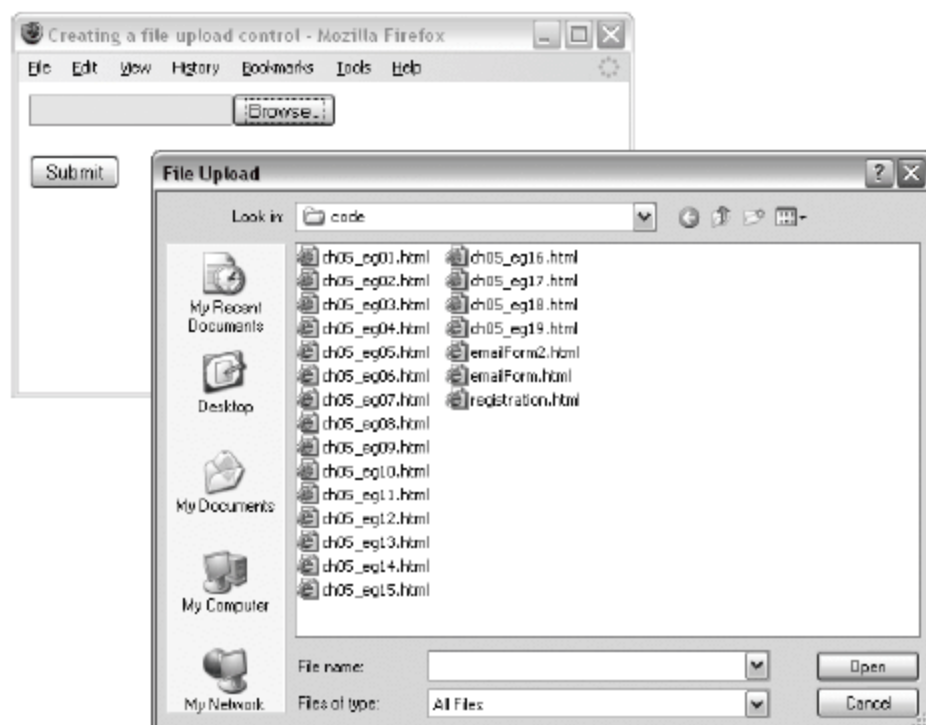 Creating a file upload control - Mozilla Firefox
File Edit View History Bookmarks Tools Help
Browse..
Submit
File Upload
Look in:
code
My Recent Documents
Desktop
My Documents
My Computer
My Network
ch05_eg01.html
ch05_eg02.html
ch05_eg03.html
ch05_eg04.html
ch05_eg05.html
ch05_eg06.html
ch05_eg07.html
ch05_eg08.html
ch05_eg09.html
ch05_eg10.html
ch05_eg11.html
ch05_eg12.html
ch05_eg13.html
ch05_eg14.html
ch05_eg15.html
ch05_eg16.html
ch05_eg17.html
ch05_eg18.html
ch05_eg19.html
emailForm2.html
emailForm.html
registration.html
File name:
Open
Files of type:
All Files
Cancel